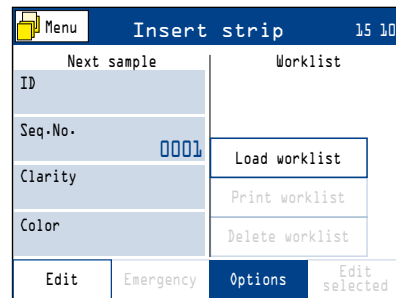 Menu Insert strip 15 10
Next sample
Worklist
ID
Seq.No.
0001
Clarity
Color
Load worklist
Print worklist
Delete worklist
Edit Emergency Options Edit selected